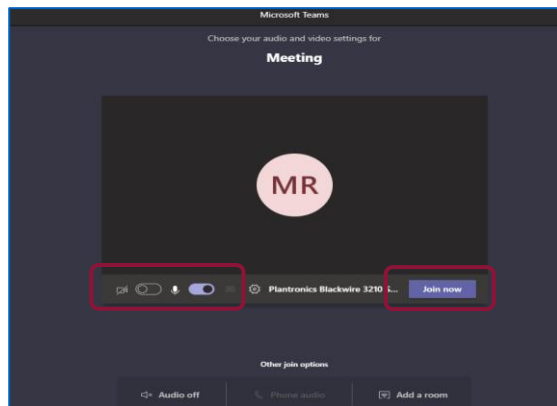 Microsoft Teams
Choose your audio and video settings for
Meeting
MR
Plantronics Blackwire 3210 S... Join now
Other join options
Audio off Phone audio Add a room